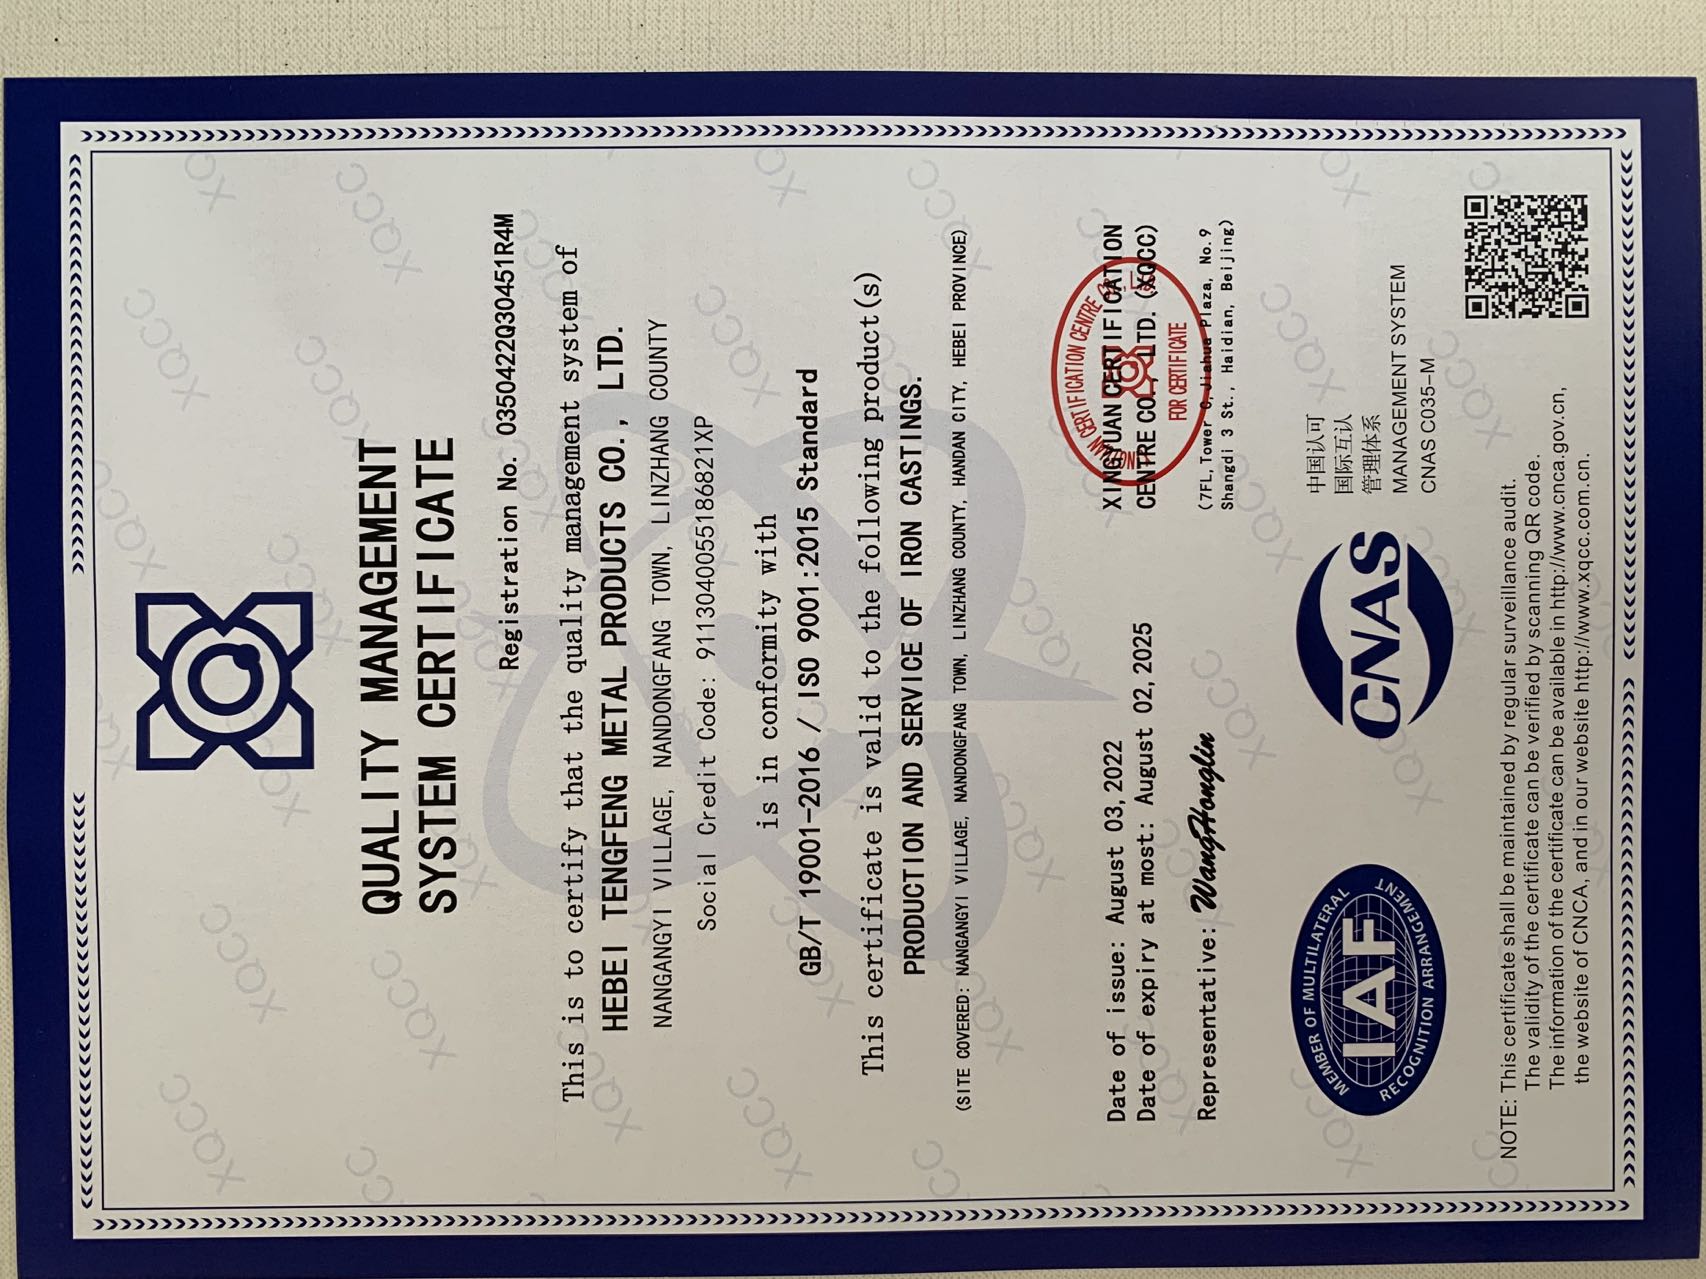 QUALITY MANAGEMENT
SYSTEM CERTIFICATE
Registration No. 0350422Q30451R4M
This is to certify that the quality management system of
HEBEI TENGFENG METAL PRODUCTS CO., LTD.
NANGANGYI VILLAGE, NANDONGFANG TOWN, LINZHANG COUNTY
Social Credit Code: 9113040055186821XP
is in conformity with
GB/T 19001-2016 / ISO 9001:2015 Standard
This certificate is valid to the following product(s)
PRODUCTION AND SERVICE OF IRON CASTINGS.
(SITE COVERED: NANGANGYI VILLAGE, NANDONGFANG TOWN, LINZHANG COUNTY, HANDAN CITY, HEBEI PROVINCE)
Date of issue: August 03,2022
Date of expiry at most: August 02,2025
Representative: WangHonglin
XINGYUAN CERTIFICATION
CENTRE CO., LTD. (XQCC)
(7FL, Tower C, Jiahua Plaza, No.9
Shangdi 3 St., Haidian, Beijing)
CERTIFICATION CENTRE
FOR CERTIFICATE
MEMBER OF MULTILATERAL
IAF
RECOGNITION ARRANGEMENT
CNAS
中国认可
国际互认
管理体系
MANAGEMENT SYSTEM
CNAS C035-M
NOTE: This certificate shall be maintained by regular surveillance audit.
The validity of the certificate can be verified by scanning QR code.
The information of the certificate can be available in http://www.cnca.gov.cn,
the website of CNCA, and in our website http://www.xqcc.com.cn.
XQCC